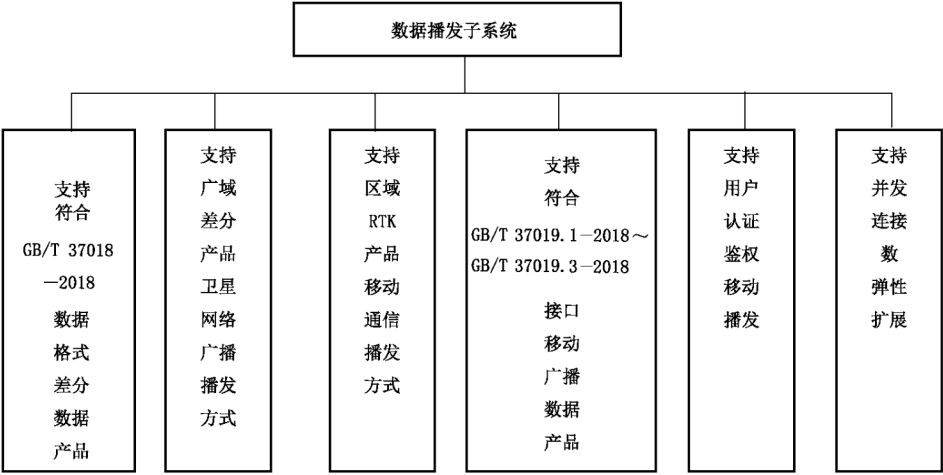 数据播发子系统
支持
符合
GB/T 37018
—2018
数据
格式
差分
数据
产品
支持
广域
差分
产品
卫星
网络
广播
播发
方式
支持
区域
RTK
产品
移动
通信
播发
方式
支持
符合
GB/T 37019.1—2018～
GB/T 37019.3—2018
接口
移动
广播
数据
产品
支持
用户
认证
鉴权
移动
播发
支持
并发
连接
数
弹性
扩展